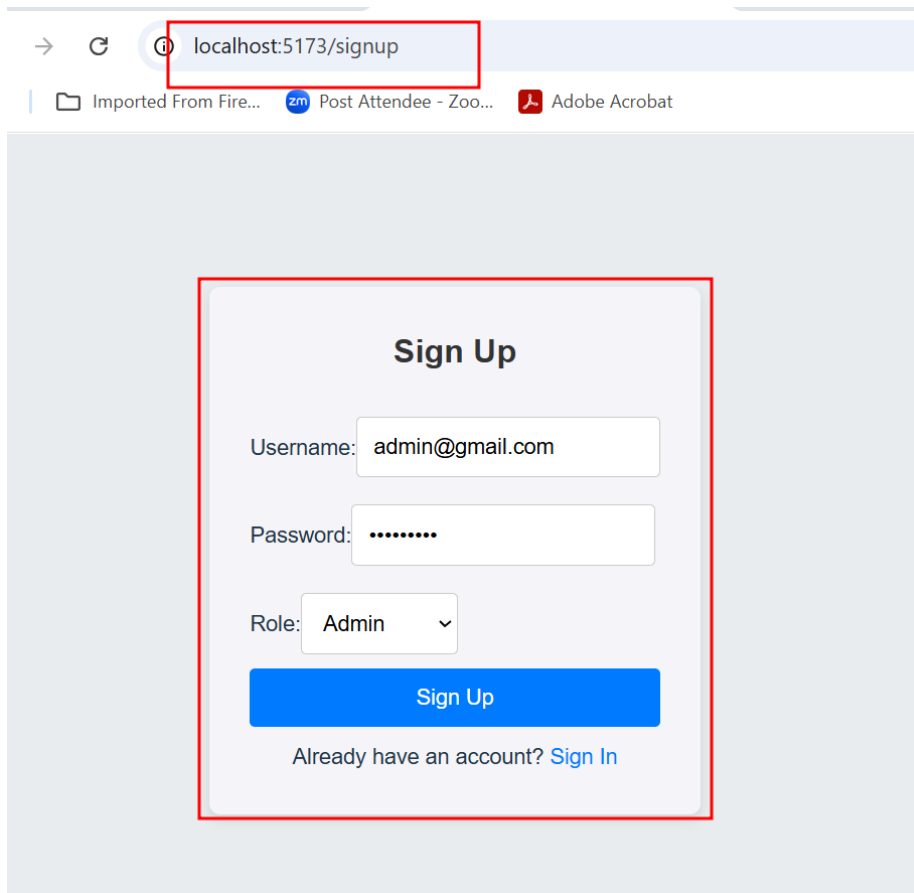 localhost:5173/signup
Imported From Fire... zm Post Attendee - Zoo... Adobe Acrobat
Sign Up
Username: admin@gmail.com
Password: •••••••••
Role: Admin
Sign Up
Already have an account? Sign In